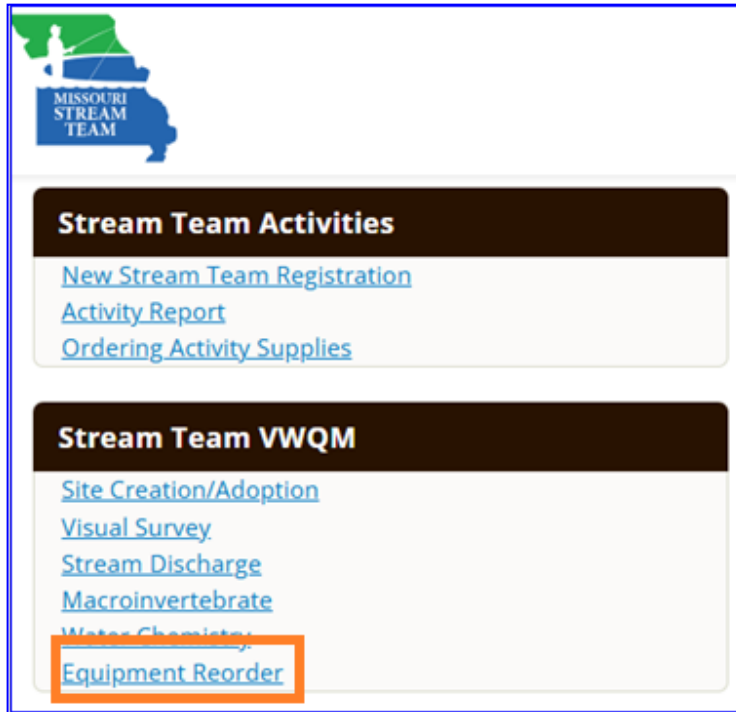 MISSOURI
STREAM
TEAM
Stream Team Activities
New Stream Team Registration
Activity Report
Ordering Activity Supplies
Stream Team VWQM
Site Creation/Adoption
Visual Survey
Stream Discharge
Macroinvertebrate
Water Chemistry
Equipment Reorder